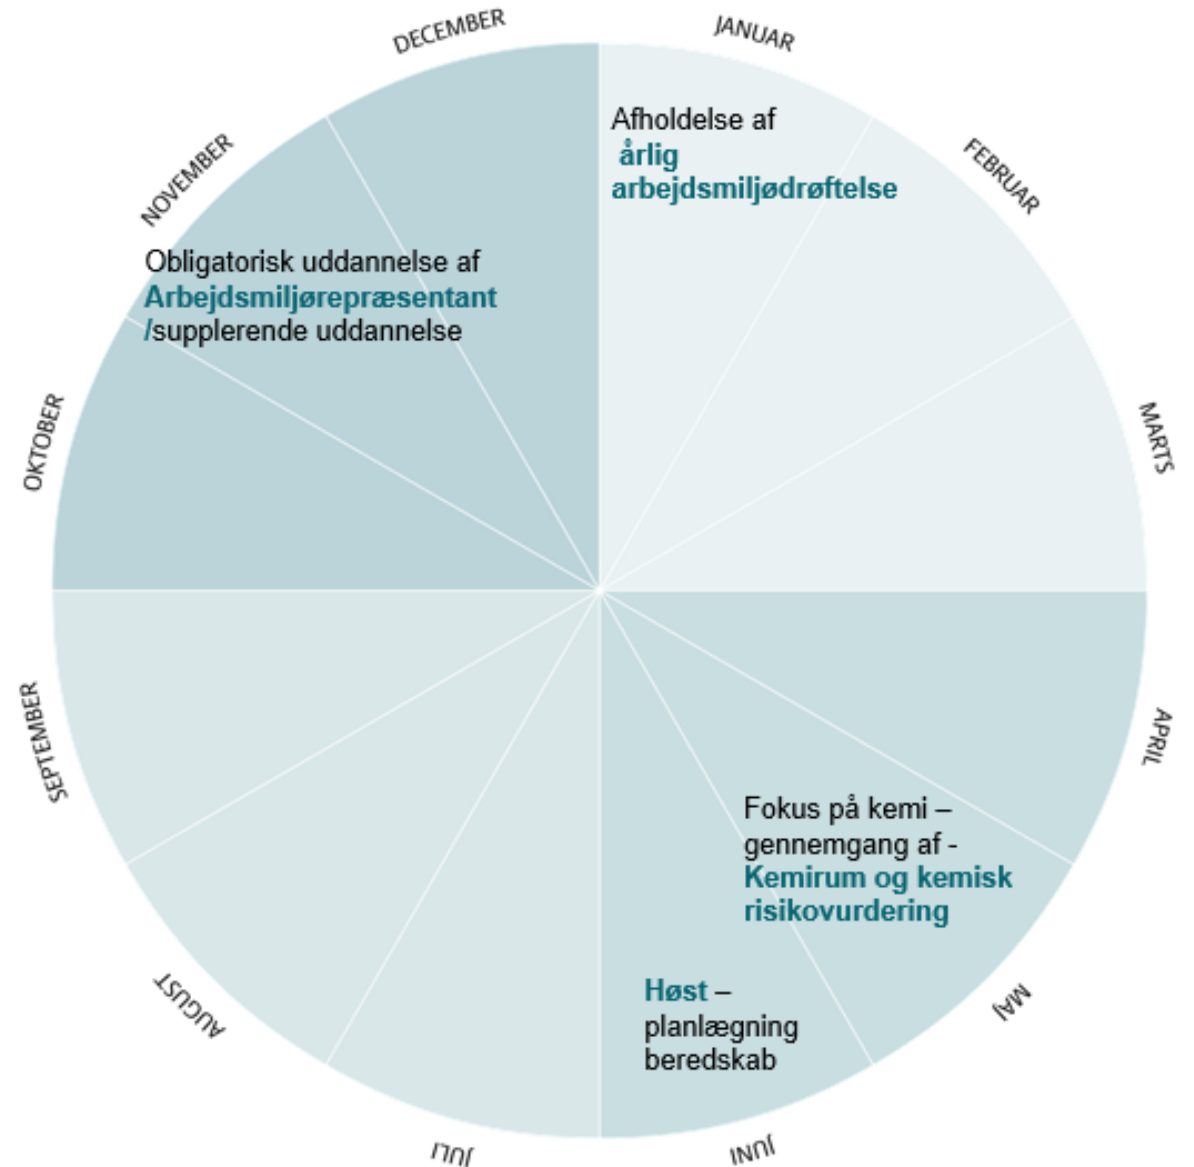 DECEMBER
JANUAR
NOVEMBER
FEBRUAR
Afholdelse af
årlig
arbejdsmiljødrøftelse
Obligatorisk uddannelse af
Arbejdsmiljørepræsentant
/supplerende uddannelse
OKTOBER
MARTS
SEPTEMBER
APRIL
Fokus på kemi –
gennemgang af -
Kemirum og kemisk
risikovurdering
Høst –
planlægning
beredskab
AUGUST
MAJ
JULI
JUNI